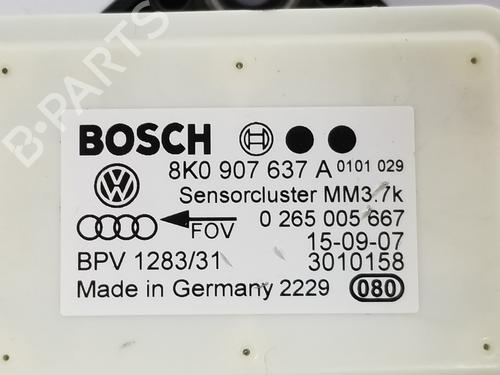 BOSCH
8K0 907 637 A 0101 029
Sensorcluster MM3.7k
FOV
0 265 005 667
15-09-07
BPV 1283/31
3010158
Made in Germany 2229
080
B-PARTS